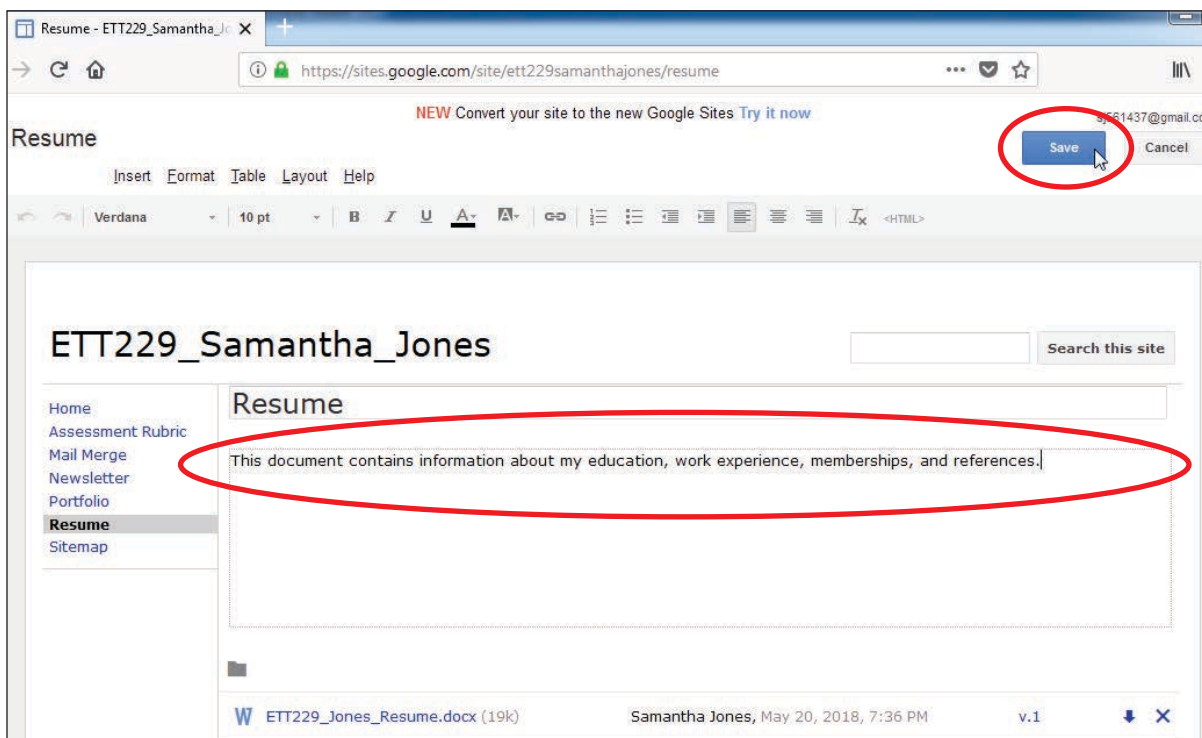 Resume - ETT229_Samantha_Jo
https://sites.google.com/site/ett229samanthajones/resume
NEW Convert your site to the new Google Sites Try it now
Resume
Save Cancel
Insert Format Table Layout Help
Verdana 10 pt B I U A A <HTML>
ETT229_Samantha_Jones
Search this site
Home
Assessment Rubric
Mail Merge
Newsletter
Portfolio
Resume
Sitemap
Resume
This document contains information about my education, work experience, memberships, and references.
W ETT229_Jones_Resume.docx (19k) Samantha Jones, May 20, 2018, 7:36 PM v.1